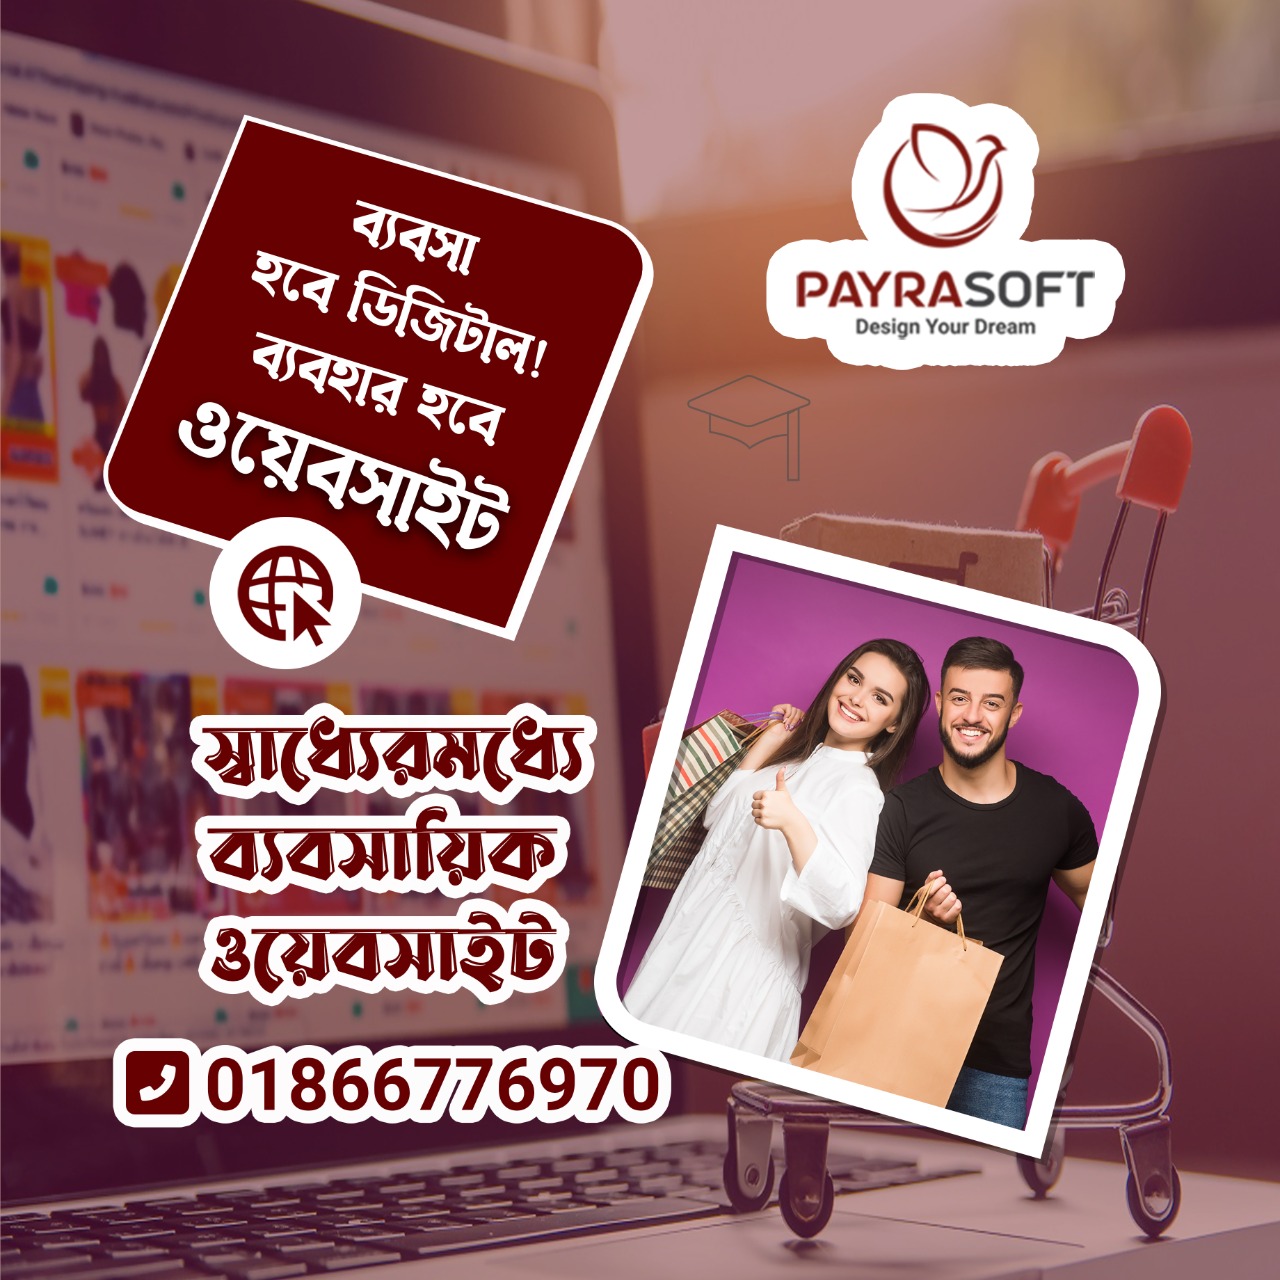 ব্যবসা
হবে ডিজিটাল!
ব্যবহার হবে
ওয়েবসাইট
PAYRASOFT
Design Your Dream
স্বাধ্যেরমধ্যে
ব্যবসায়িক
ওয়েবসাইট
01866776970